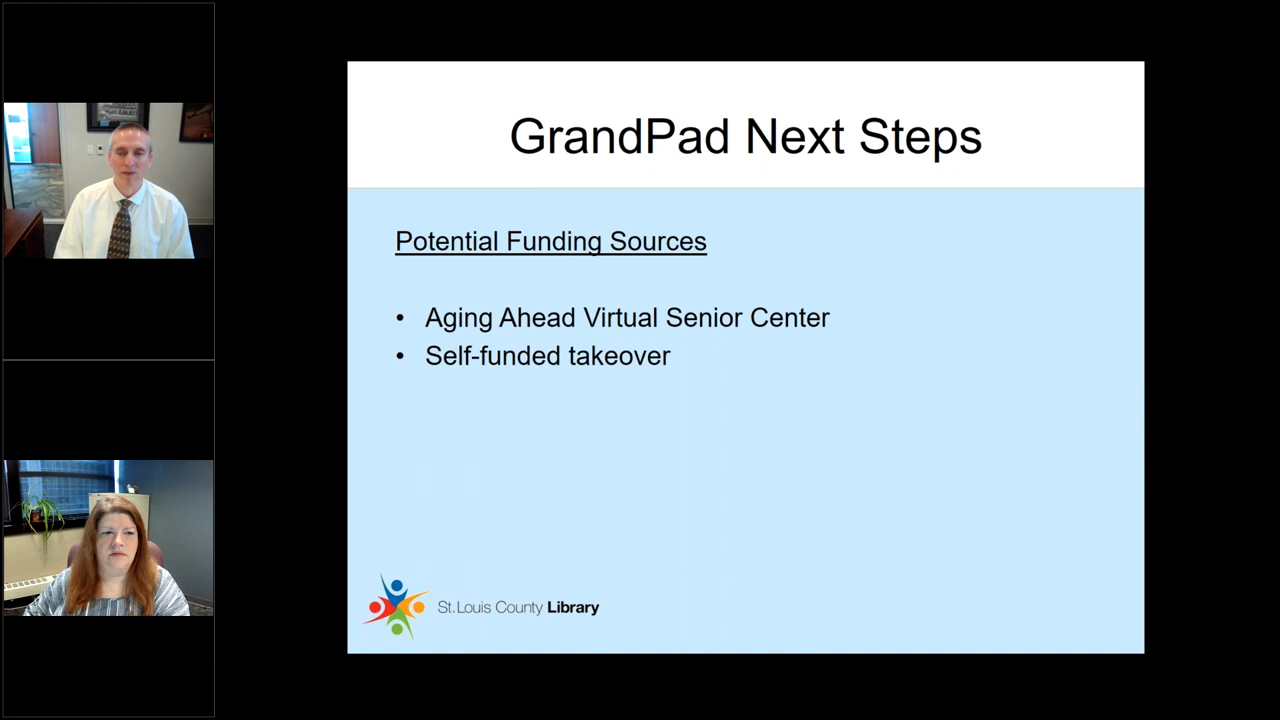 GrandPad Next Steps
Potential Funding Sources
• Aging Ahead Virtual Senior Center
• Self-funded takeover
St. Louis County Library